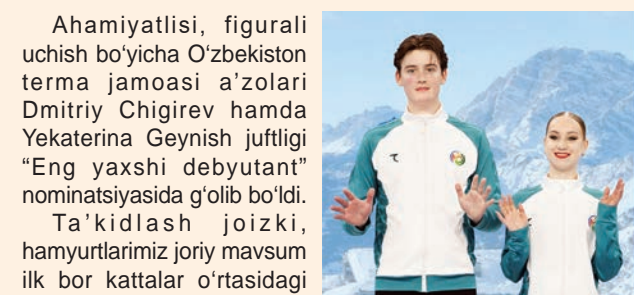 Ahamiyatlisi, figurali
uchish bo‘yicha O‘zbekiston
terma jamoasi a’zolari
Dmitriy Chigirev hamda
Yekaterina Geynish juftligi
“Eng yaxshi debyutant”
nominatsiyasida g‘olib bo‘ldi.
Ta’kidlash joizki,
hamyurtlarimiz joriy mavsum
ilk bor kattalar o‘rtasidagi